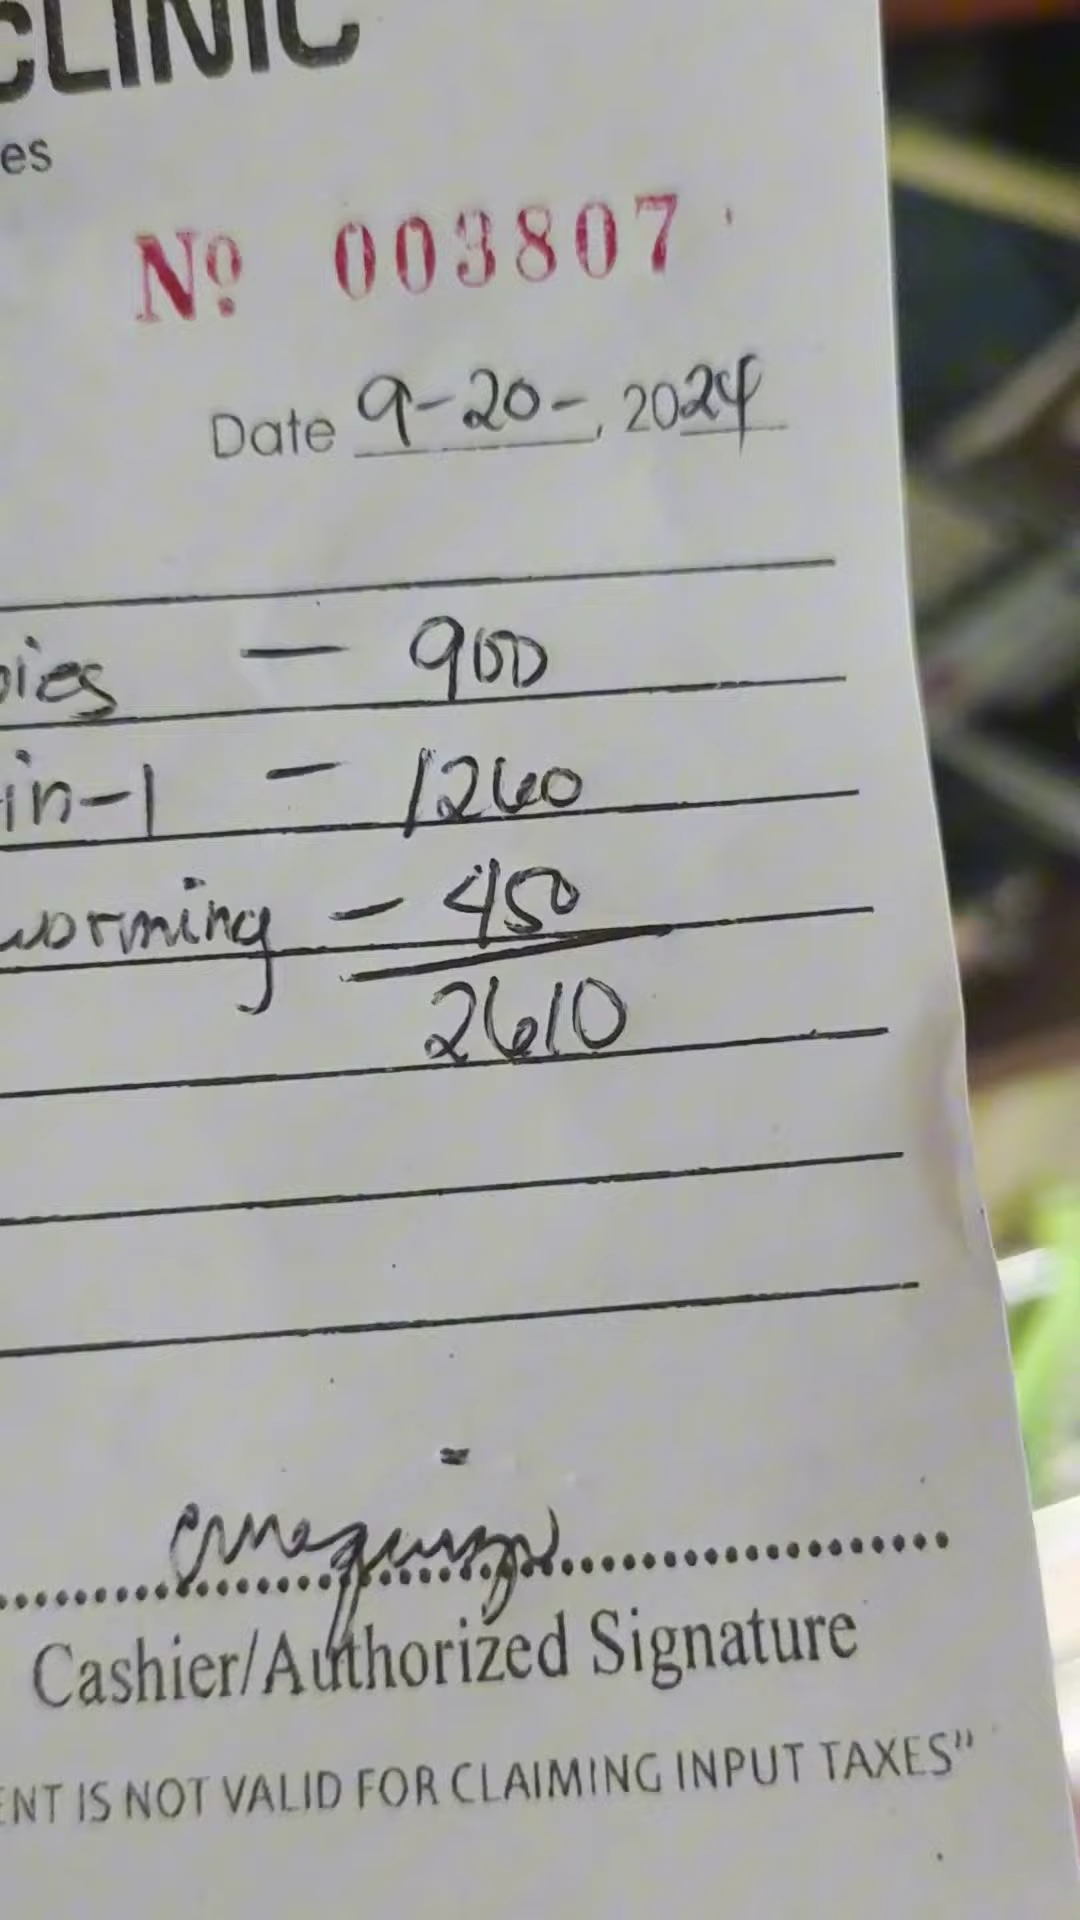 CLINIC
es
Nº 003807
Date 9-20-, 2024
bies — 900
-in-1 — 1260
worming — 450
2610
Cashier/Authorized Signature
ENT IS NOT VALID FOR CLAIMING INPUT TAXES"